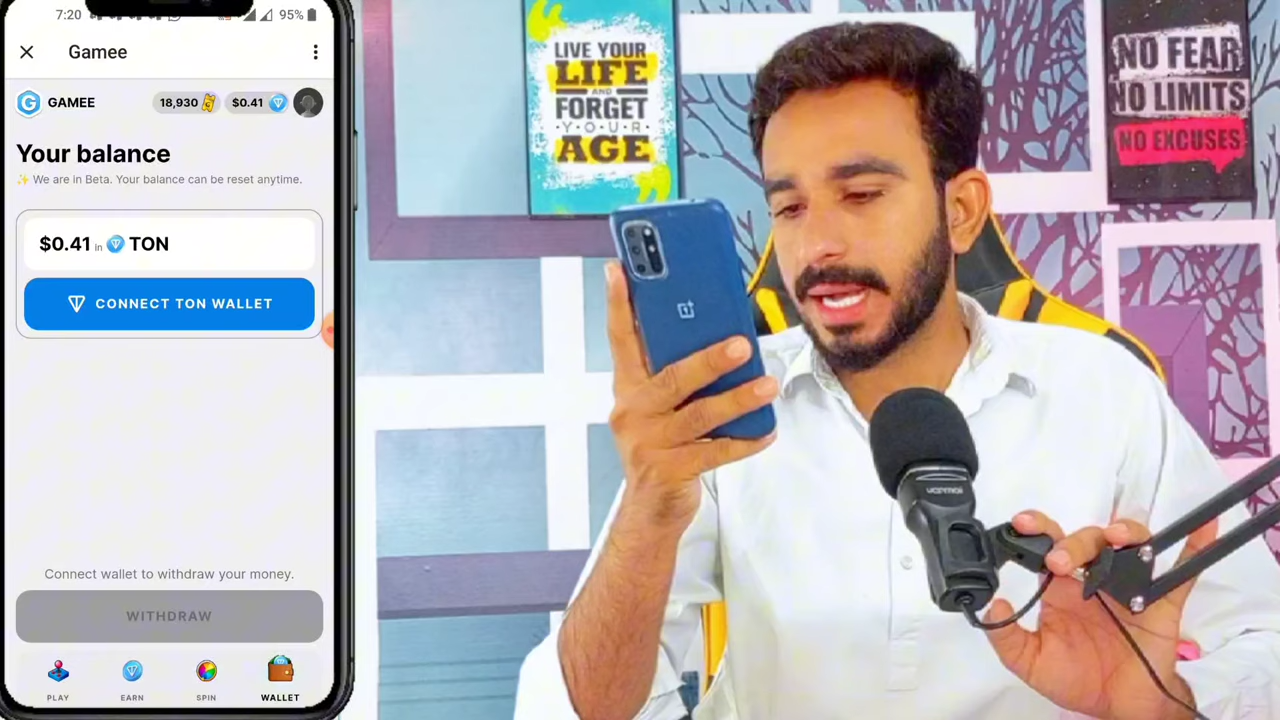 7:20
95%
Gamee
GAMEE
18,930
$0.41
Your balance
✨ We are in Beta. Your balance can be reset anytime.
$0.41 in TON
CONNECT TON WALLET
Connect wallet to withdraw your money.
WITHDRAW
PLAY
EARN
SPIN
WALLET
LIVE YOUR
LIFE
AND
FORGET
YOUR
AGE
NO FEAR
NO LIMITS
NO EXCUSES